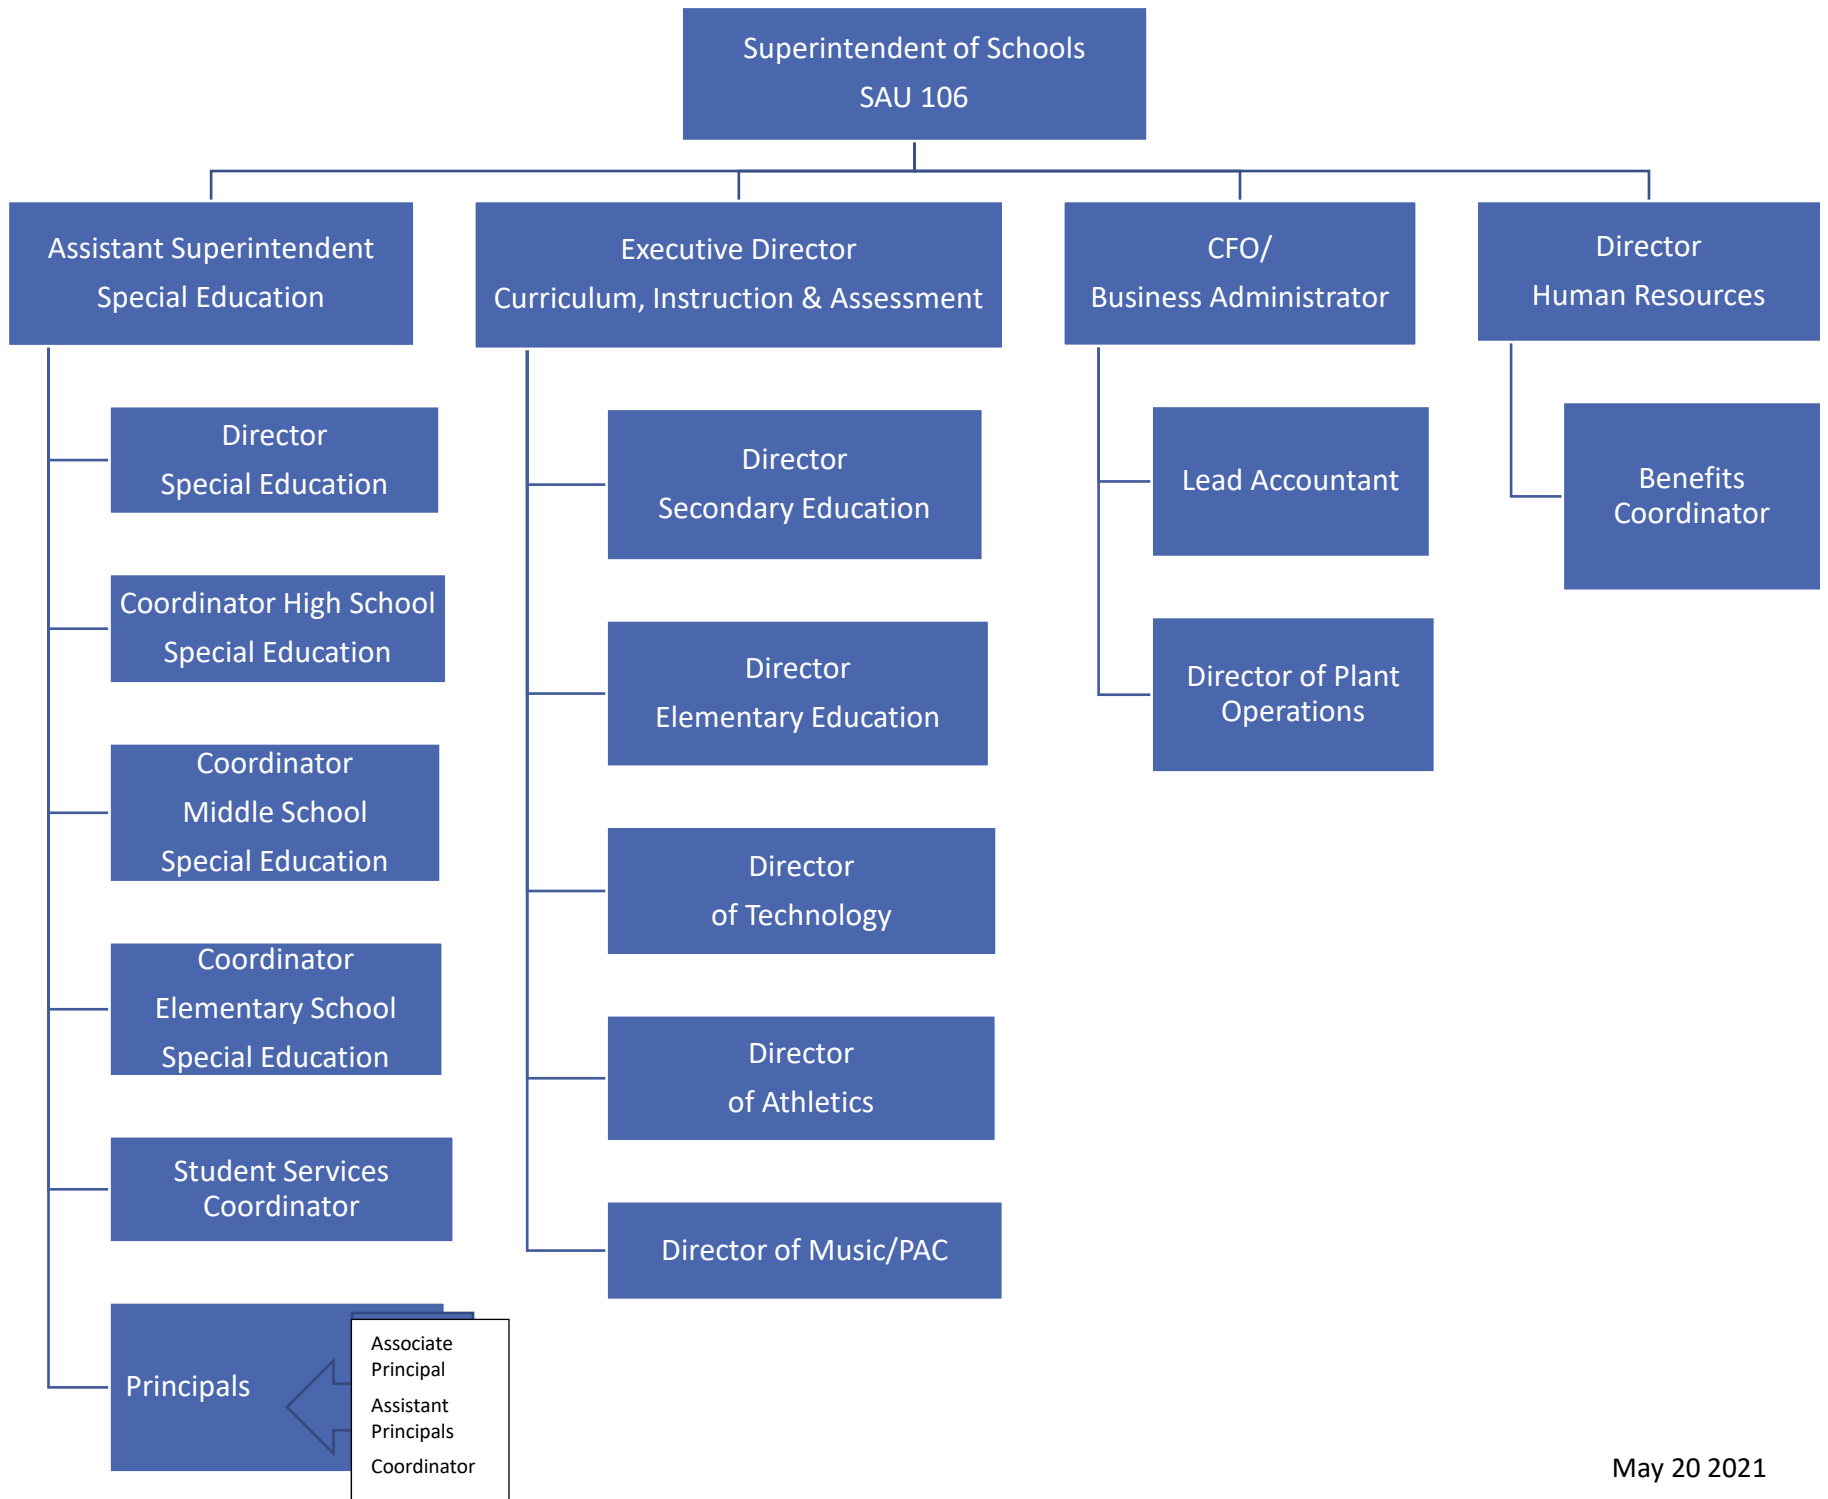 Superintendent of Schools
SAU 106
Assistant Superintendent
Special Education
Executive Director
Curriculum, Instruction & Assessment
CFO/
Business Administrator
Director
Human Resources
Director
Special Education
Coordinator High School
Special Education
Coordinator
Middle School
Special Education
Coordinator
Elementary School
Special Education
Student Services
Coordinator
Principals
Associate
Principal
Assistant
Principals
Coordinator
Director
Secondary Education
Director
Elementary Education
Director
of Technology
Director
of Athletics
Director of Music/PAC
Lead Accountant
Director of Plant
Operations
Benefits
Coordinator
May 20 2021